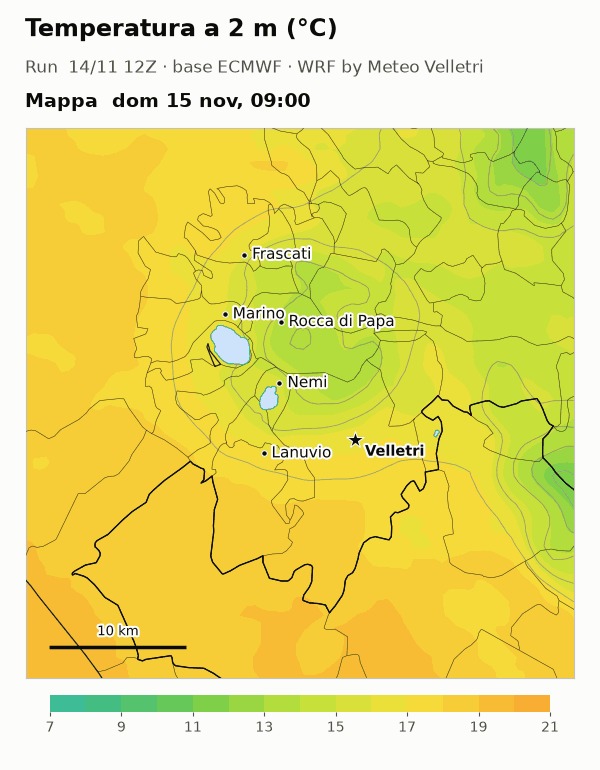 Temperatura a 2 m (°C)
Run 14/11 12Z · base ECMWF · WRF by Meteo Velletri
Mappa dom 15 nov, 09:00
Frascati
Marino
Rocca di Papa
Nemi
Velletri
Lanuvio
10 km
7 9 11 13 15 17 19 21